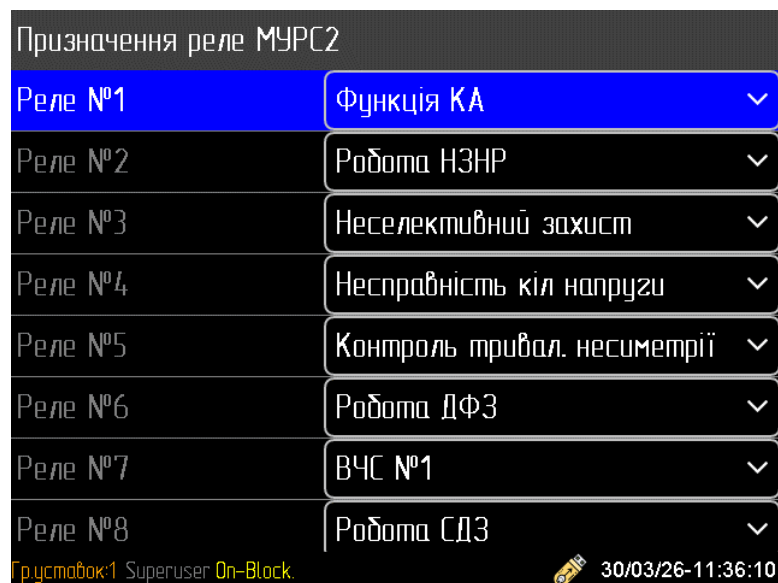 Призначення реле МУРС2
Реле №1 Функція КА
Реле №2 Робота НЗНР
Реле №3 Неселективний захист
Реле №4 Несправність кіл напруги
Реле №5 Контроль тривал. несиметрії
Реле №6 Робота ДФЗ
Реле №7 ВЧС №1
Реле №8 Робота СДЗ
Гр.уставок:1 Superuser On-Block. 30/03/26-11:36:10